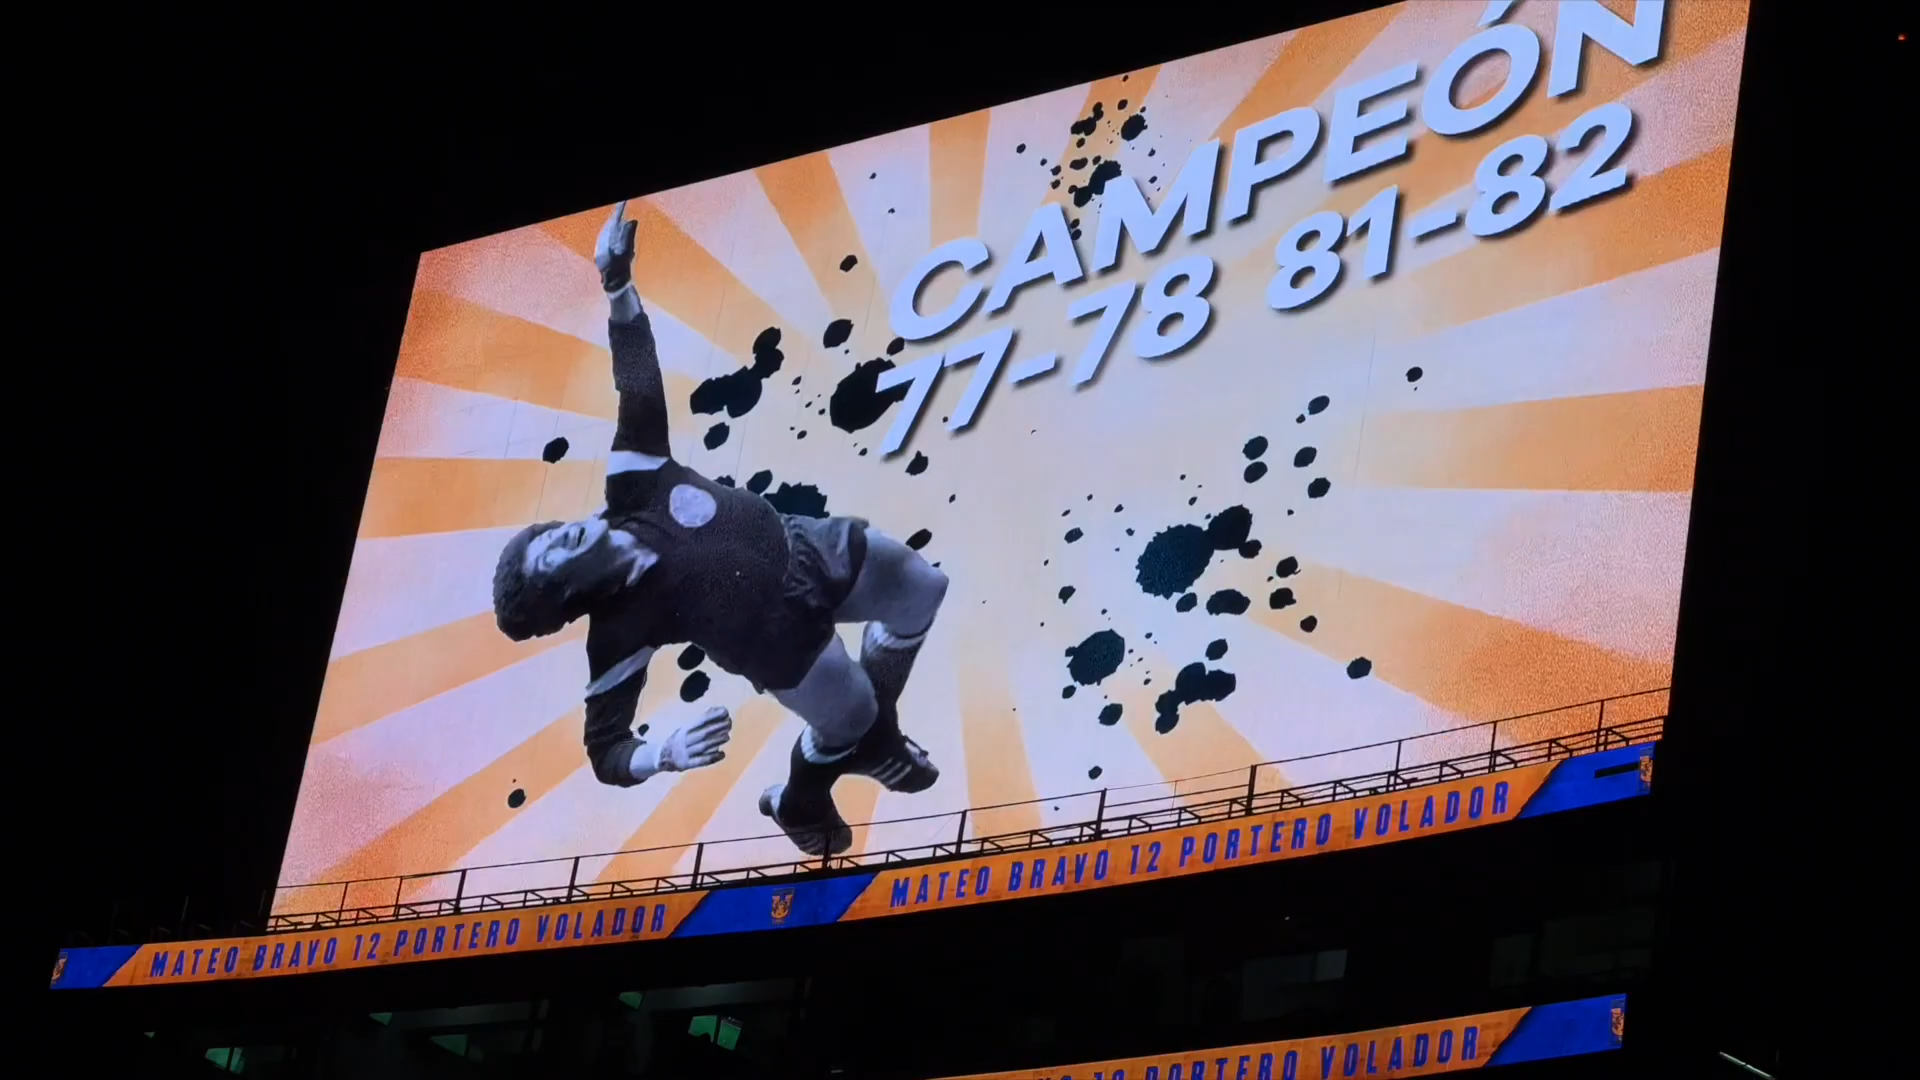 CAMPEÓN
77-78 81-82
MATEO BRAVO 12 PORTERO VOLADOR
MATEO BRAVO 12 PORTERO VOLADOR
PORTERO VOLADOR